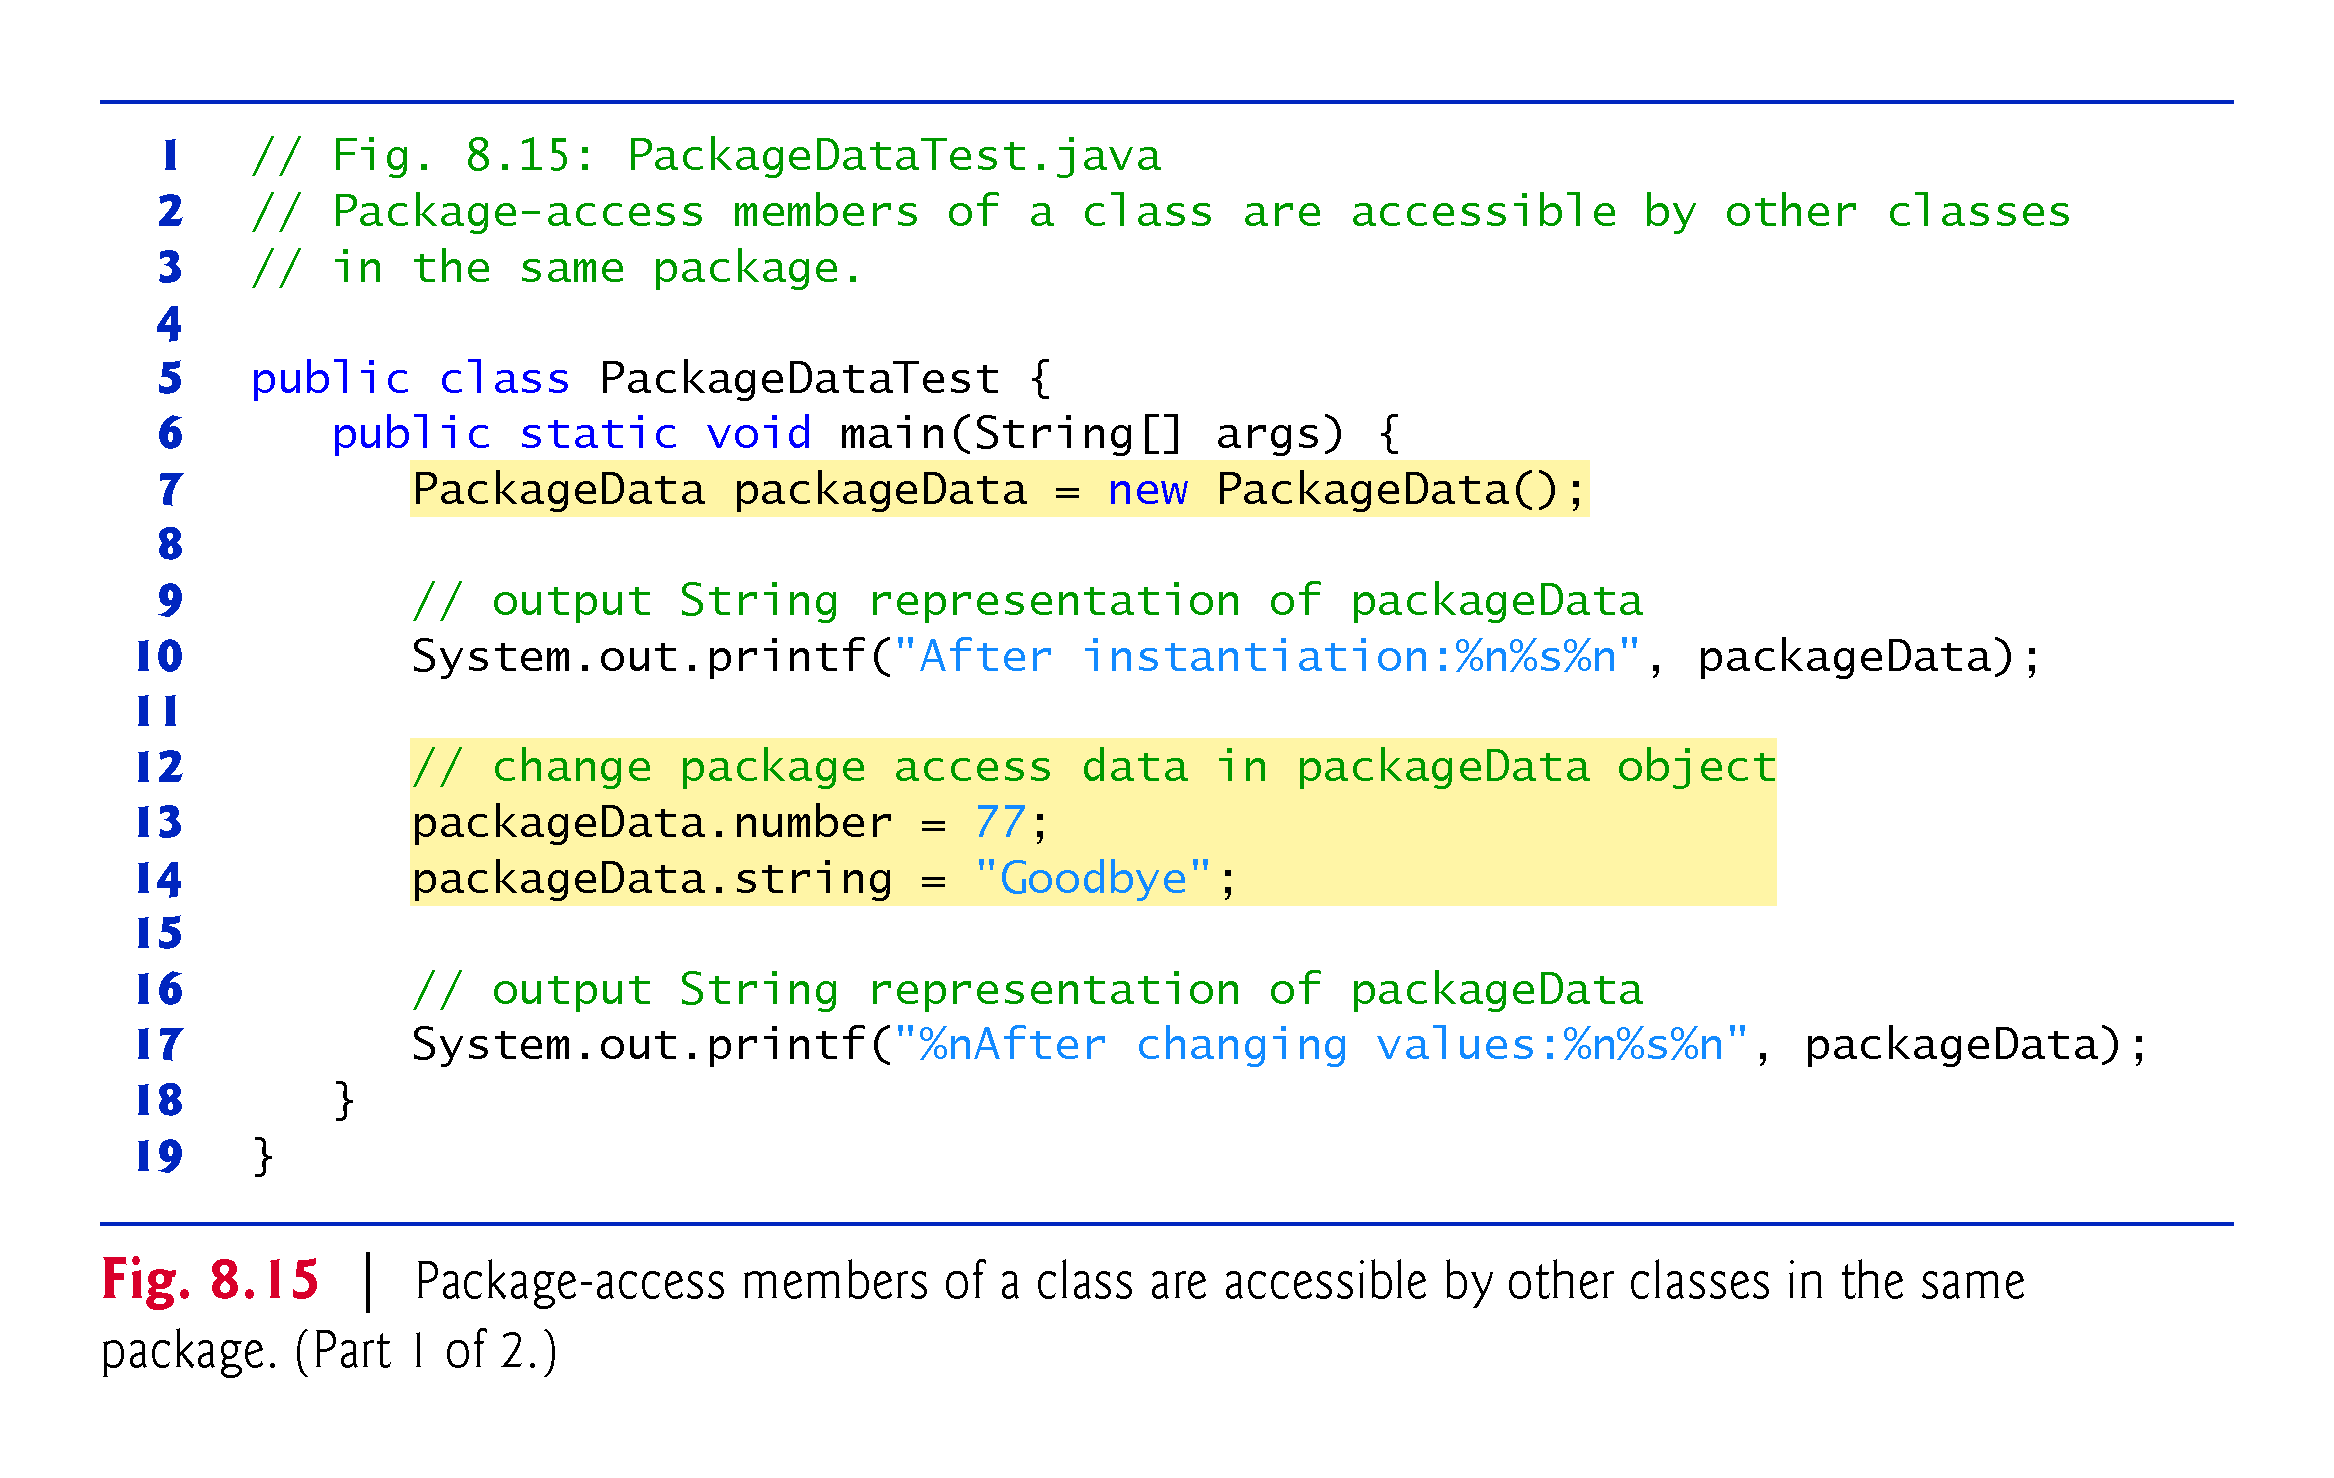 1 // Fig. 8.15: PackageDataTest.java
2 // Package-access members of a class are accessible by other classes
3 // in the same package.
4
5 public class PackageDataTest {
6 public static void main(String[] args) {
7 PackageData packageData = new PackageData();
8
9 // output String representation of packageData
10 System.out.printf("After instantiation:%n%s%n", packageData);
11
12 // change package access data in packageData object
13 packageData.number = 77;
14 packageData.string = "Goodbye";
15
16 // output String representation of packageData
17 System.out.printf("%nAfter changing values:%n%s%n", packageData);
18 }
19 }
Fig. 8.15 | Package-access members of a class are accessible by other classes in the same
package. (Part 1 of 2.)